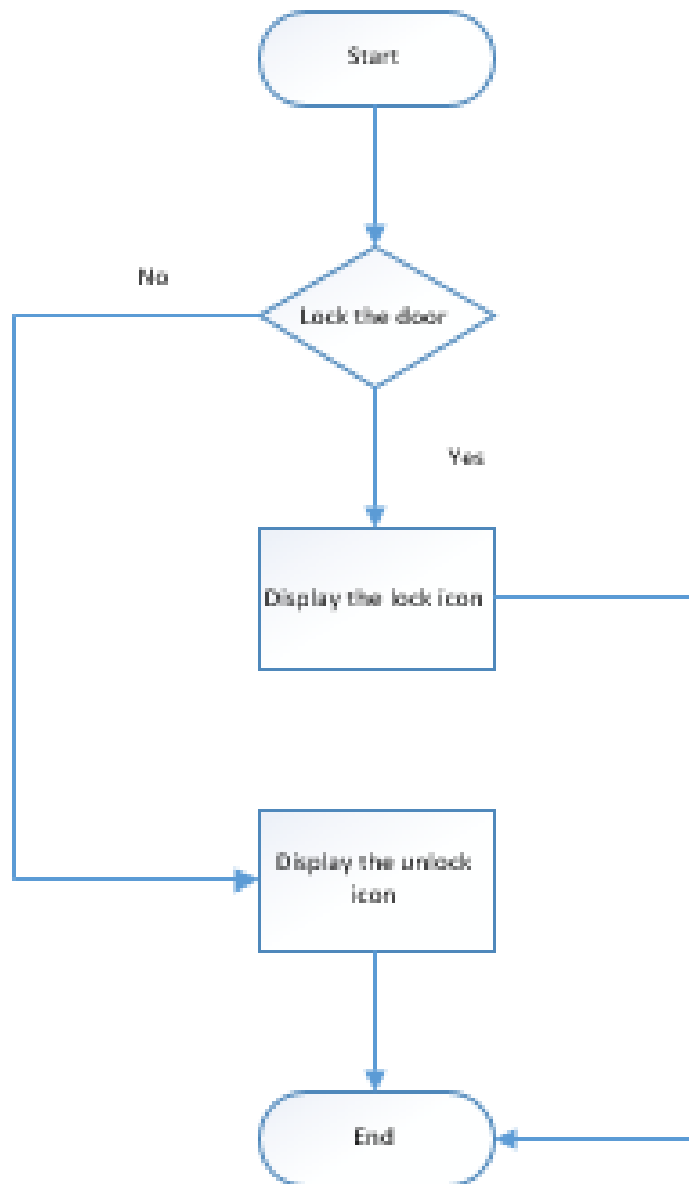 Start
No
Lock the door
Yes
Display the lock icon
Display the unlock
icon
End